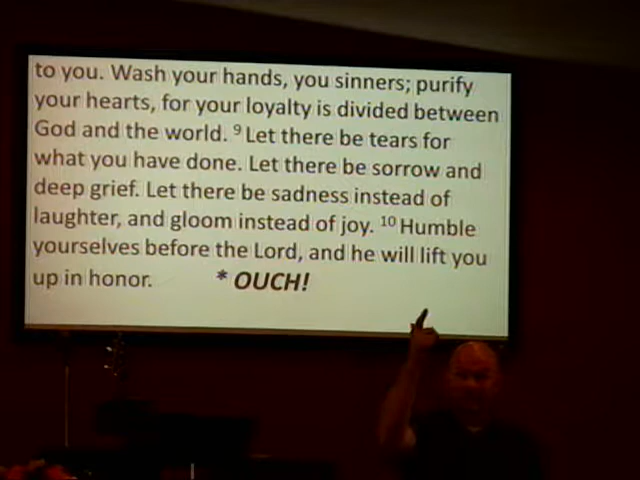 to you. Wash your hands, you sinners; purify
your hearts, for your loyalty is divided between
God and the world. ⁹ Let there be tears for
what you have done. Let there be sorrow and
deep grief. Let there be sadness instead of
laughter, and gloom instead of joy. ¹⁰ Humble
yourselves before the Lord, and he will lift you
up in honor. * OUCH!